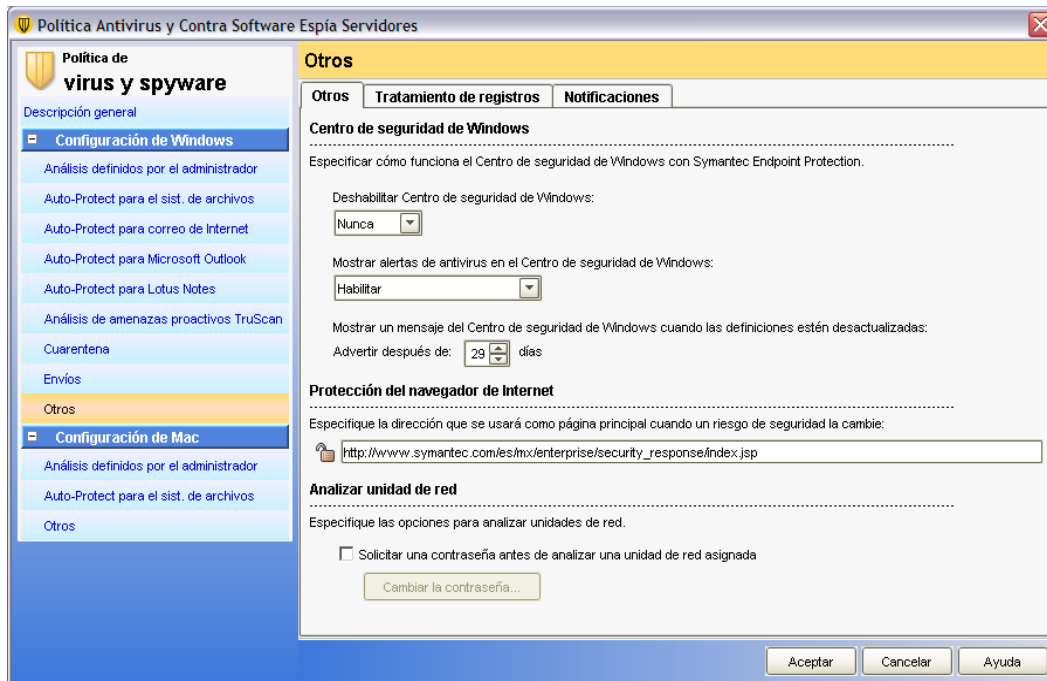 Política Antivirus y Contra Software Espía Servidores
Política de
virus y spyware
Descripción general
Configuración de Windows
Análisis definidos por el administrador
Auto-Protect para el sist. de archivos
Auto-Protect para correo de Internet
Auto-Protect para Microsoft Outlook
Auto-Protect para Lotus Notes
Análisis de amenazas proactivos TruScan
Cuarentena
Envíos
Otros
Configuración de Mac
Análisis definidos por el administrador
Auto-Protect para el sist. de archivos
Otros
Otros
Otros Tratamiento de registros Notificaciones
Centro de seguridad de Windows
Especificar cómo funciona el Centro de seguridad de Windows con Symantec Endpoint Protection.
Deshabilitar Centro de seguridad de Windows:
Nunca
Mostrar alertas de antivirus en el Centro de seguridad de Windows:
Habilitar
Mostrar un mensaje del Centro de seguridad de Windows cuando las definiciones estén desactualizadas:
Advertir después de: 29 días
Protección del navegador de Internet
Especifique la dirección que se usará como página principal cuando un riesgo de seguridad la cambie:
http://www.symantec.com/es/mx/enterprise/security_response/index.jsp
Analizar unidad de red
Especifique las opciones para analizar unidades de red.
Solicitar una contraseña antes de analizar una unidad de red asignada
Cambiar la contraseña...
Aceptar Cancelar Ayuda